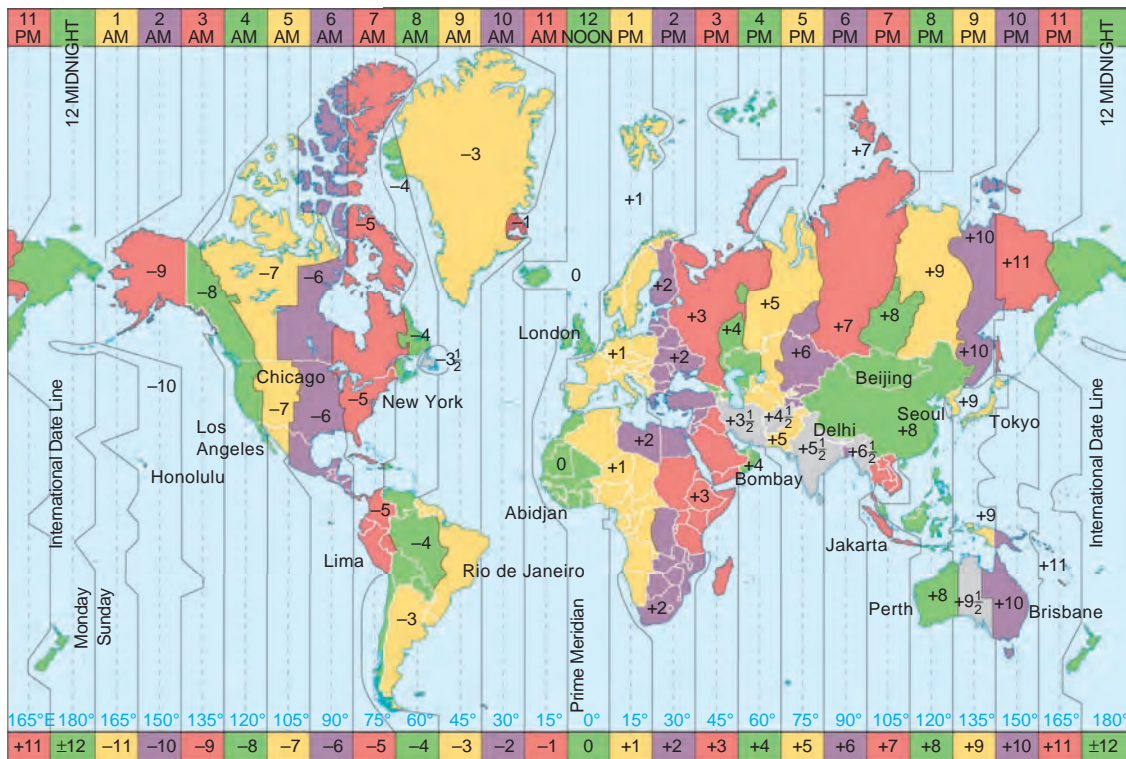 11 PM
12 MIDNIGHT
1 AM
2 AM
3 AM
4 AM
5 AM
6 AM
7 AM
8 AM
9 AM
10 AM
11 AM
12 NOON
1 PM
2 PM
3 PM
4 PM
5 PM
6 PM
7 PM
8 PM
9 PM
10 PM
11 PM
12 MIDNIGHT
–3
+7
–4
+1
–5
–1
+10
–9
–7
–6
0
+2
+11
–8
+9
+5
+3
+8
–4
London
+4
+7
–3½
+1
+2
+6
+10
Chicago
Beijing
–10
–5
New York
+9
–7
–6
Seoul
Tokyo
+3½
+4½
Delhi
+8
Los
Angeles
+2
+5
+5½
+6½
Honolulu
0
+1
+4
Bombay
–5
+3
Abidjan
+9
–4
Jakarta
Lima
Rio de Janeiro
+11
+8
+9½
+10
Perth
Brisbane
–3
+2
International Date Line
Monday
Sunday
Prime Meridian
International Date Line
165°E 180° 165° 150° 135° 120° 105° 90° 75° 60° 45° 30° 15° 0° 15° 30° 45° 60° 75° 90° 105° 120° 135° 150° 165° 180°
+11 ±12 –11 –10 –9 –8 –7 –6 –5 –4 –3 –2 –1 0 +1 +2 +3 +4 +5 +6 +7 +8 +9 +10 +11 ±12